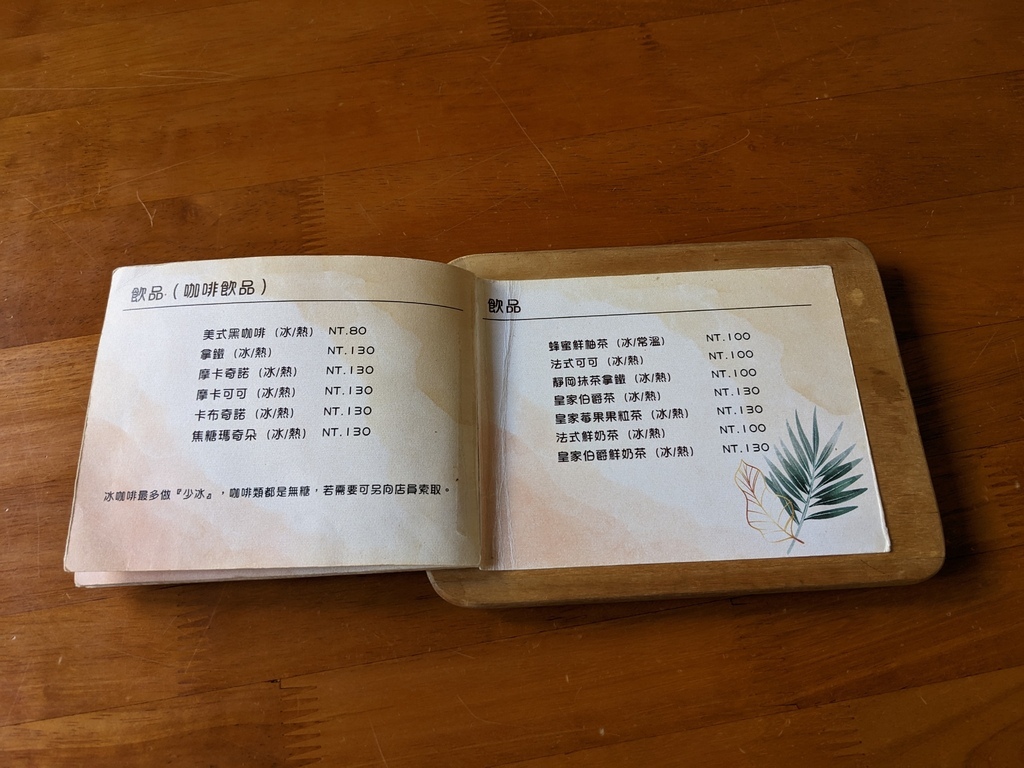 飲品（咖啡飲品）
美式黑咖啡（冰/熱） NT.80
拿鐵（冰/熱） NT.130
摩卡奇諾（冰/熱） NT.130
摩卡可可（冰/熱） NT.130
卡布奇諾（冰/熱） NT.130
焦糖瑪奇朵（冰/熱） NT.130
冰咖啡最多做『少冰』，咖啡類都是無糖，若需要可另向店員索取。
飲品
蜂蜜鮮柚茶（冰/常溫） NT.100
法式可可（冰/熱） NT.100
靜岡抹茶拿鐵（冰/熱） NT.100
皇家伯爵茶（冰/熱） NT.130
皇家莓果果粒茶（冰/熱） NT.130
法式鮮奶茶（冰/熱） NT.100
皇家伯爵鮮奶茶（冰/熱） NT.130